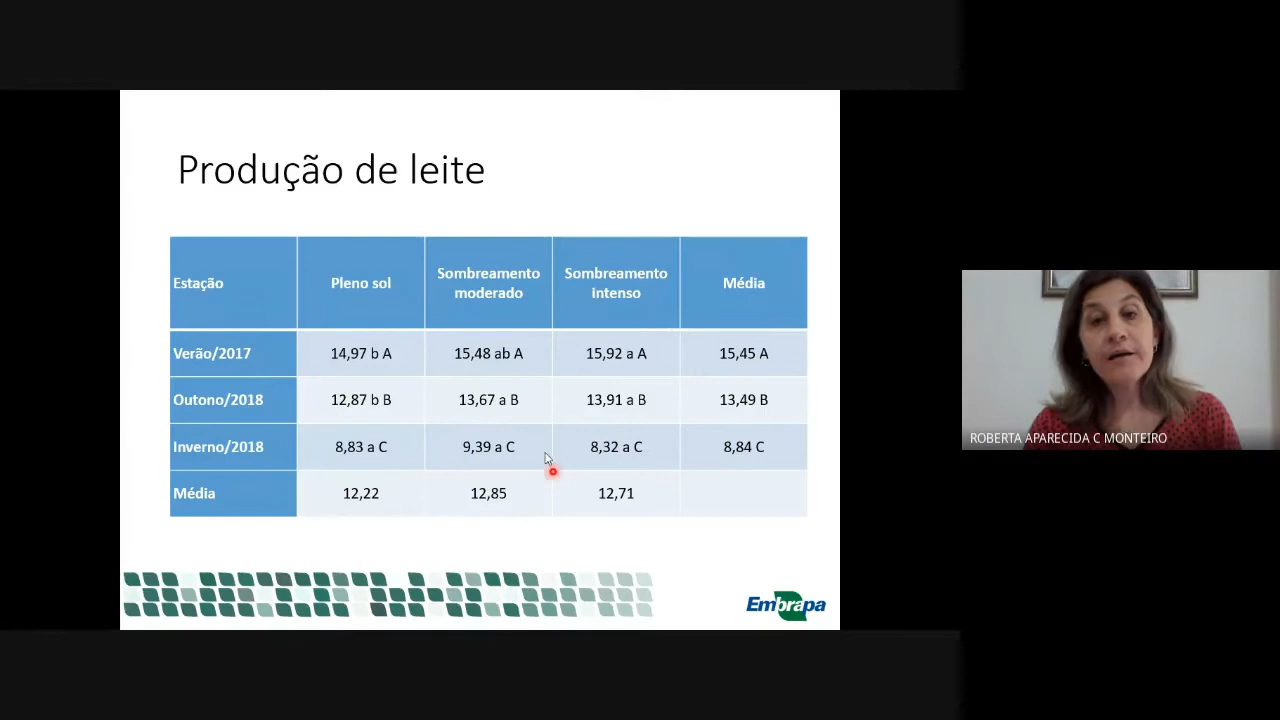 Produção de leite
Estação
Pleno sol
Sombreamento
moderado
Sombreamento
intenso
Média
Verão/2017
14,97 b A
15,48 ab A
15,92 a A
15,45 A
Outono/2018
12,87 b B
13,67 a B
13,91 a B
13,49 B
Inverno/2018
8,83 a C
9,39 a C
8,32 a C
8,84 C
Média
12,22
12,85
12,71
Embrapa
ROBERTA APARECIDA C MONTEIRO